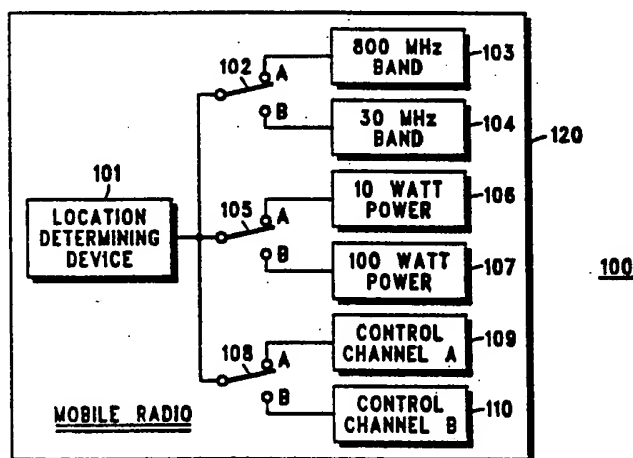 800 MHz
BAND
103
102
A
B
30 MHz
BAND
104
120
101
LOCATION
DETERMINING
DEVICE
105
A
B
10 WATT
POWER
106
100 WATT
POWER
107
100
108
A
B
CONTROL
CHANNEL A
109
CONTROL
CHANNEL B
110
MOBILE RADIO